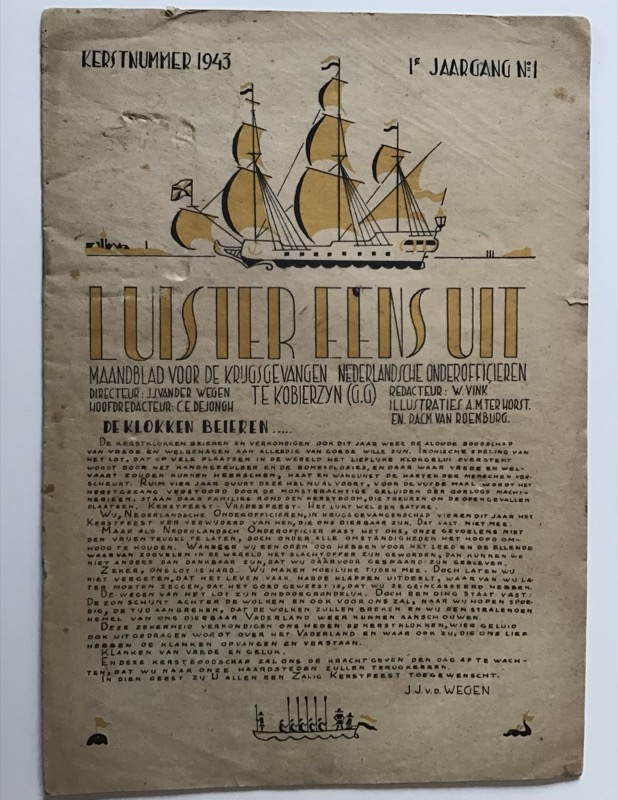 KERSTNUMMER 1943
1E JAARGANG No 1
LUISTER EENS UIT
MAANDBLAD VOOR DE KRIJGSGEVANGEN NEDERLANDSCHE ONDEROFFICIEREN
TE KOBIERZYN (G.G)
DIRECTEUR: J.J. VANDER WEGEN
HOOFDREDACTEUR: C.E. DE JONGH
REDACTEUR: W. VINK
ILLUSTRATIES A.M. TER HORST.
EN. DACM. VAN ROENBURG.
DE KLOKKEN BEIEREN.....
DE KERSTKLOKKEN BEIEREN EN VERKONDIGEN OOK DIT JAAR WEER DE ALOUDE BOODSCHAP
VAN VREDE EN WELBEHAGEN AAN ALLEN DIE VAN GOEDE WILLE ZIJN. IRONISCHE SPELING VAN
HET LOT, DAT OP VELE PLAATSEN IN DE WERELD HET LIEFLIJKE KLOKGELUI OVERSTEMT
WORDT DOOR HET KANONGEBULDER EN DE BOMEXPLOSIES, EN DAAR WAAR VREDE EN WEL-
VAART ZOUDEN KUNNEN HEERSCHEN, HAAT EN WANGUNST DE HARTEN DER MENSCHEN VER-
SCHEURT. RUIM VIER JAAR DUURT DEZE HEL NU AL VOORT, VOOR DE VIJFDE MAAL WORDT HET
KERSTGEZANG VERSTOORD DOOR DE MONSTERACHTIGE GELUIDEN DER OORLOGS MACHI-
NERIEËN. STAAN DAAR FAMILIES ROND DEN KERSTBOOM, DIE TREUREN OM DE OPENGEVALLEN
PLAATSEN. KERSTFEEST - VREDESFEEST. HET LIJKT WEL EEN SATYRE.
WIJ, NEDERLANDSCHE ONDEROFFICIEREN, IN KRIJGSGEVANGENSCHAP VIEREN DIT JAAR HET
KERSTFEEST VER VERWIJDERD VAN HEN, DIE ONS DIERBAAR ZIJN. DAT VALT NIET MEE.
MAAR ALS NEDERLANDSCH ONDEROFFICIER PAST HET ONS, ONZE GEVOELENS NIET
DEN VRIJEN TEUGEL TE LATEN, DOCH ONDER ALLE OMSTANDIGHEDEN HET HOOFD OM-
HOOG TE HOUDEN. WANNEER WIJ EEN OPEN OOG HEBBEN VOOR HET LEED EN DE ELLENDE
WAARVAN ZOOVELEN IN DE WERELD HET SLACHTOFFER ZIJN GEWORDEN, DAN KUNNEN WE
NIET ANDERS DAN DANKBAAR ZIJN, DAT WIJ DAARVOOR GESPAARD ZIJN GEBLEVEN.
ZEKER, ONS LOT IS HARD. WIJ MAKEN MOEILIJKE TIJDEN MEE. DOCH LATEN WIJ
NIET VERGETEN, DAT HET LEVEN VAAK HARDE KLAPPEN UITDEELT, WAARVAN WIJ LA-
TER MOETEN ZEGGEN, DAT HET GOED GEWEEST IS, DAT WIJ ZE GEINCASSEERD HEBBEN.
DE WEGEN VAN HET LOT ZIJN ONDOORGRONDELIJK. DOCH EEN DING STAAT VAST:
DE ZON SCHIJNT ACHTER DE WOLKEN EN OOK VOOR ONS ZAL, NAAR WIJ HOPEN SPOE-
DIG, DE TIJD AANBREKEN, DAT DE WOLKEN ZULLEN BREKEN EN WIJ DEN STRALENDEN
HEMEL VAN ONS DIERBAAR VADERLAND WEER KUNNEN AANSCHOUWEN.
DEZE ZEKERHEID VERKONDIGEN ONS HEDEN DE KERSTKLOKKEN, WIER GELUID
OOK UITGEDRAGEN WORDT OVER HET VADERLAND EN WAAR OOK ZIJ, DIE ONS LIEF
HEBBEN DE KLANKEN OPVANGEN EN VERSTAAN.
KLANKEN VAN VREDE EN GELUK.
EN DEZE KERSTBOODSCHAP ZAL ONS DE KRACHT GEVEN DEN DAG AF TE WACH-
TEN, DAT WIJ NAAR ONZE HAARDSTEDEN ZULLEN TERUGKEEREN.
IN DIEN GEEST ZIJ U ALLEN EEN ZALIG KERSTFEEST TOEGEWENSCHT.
J.J. V.D. WEGEN